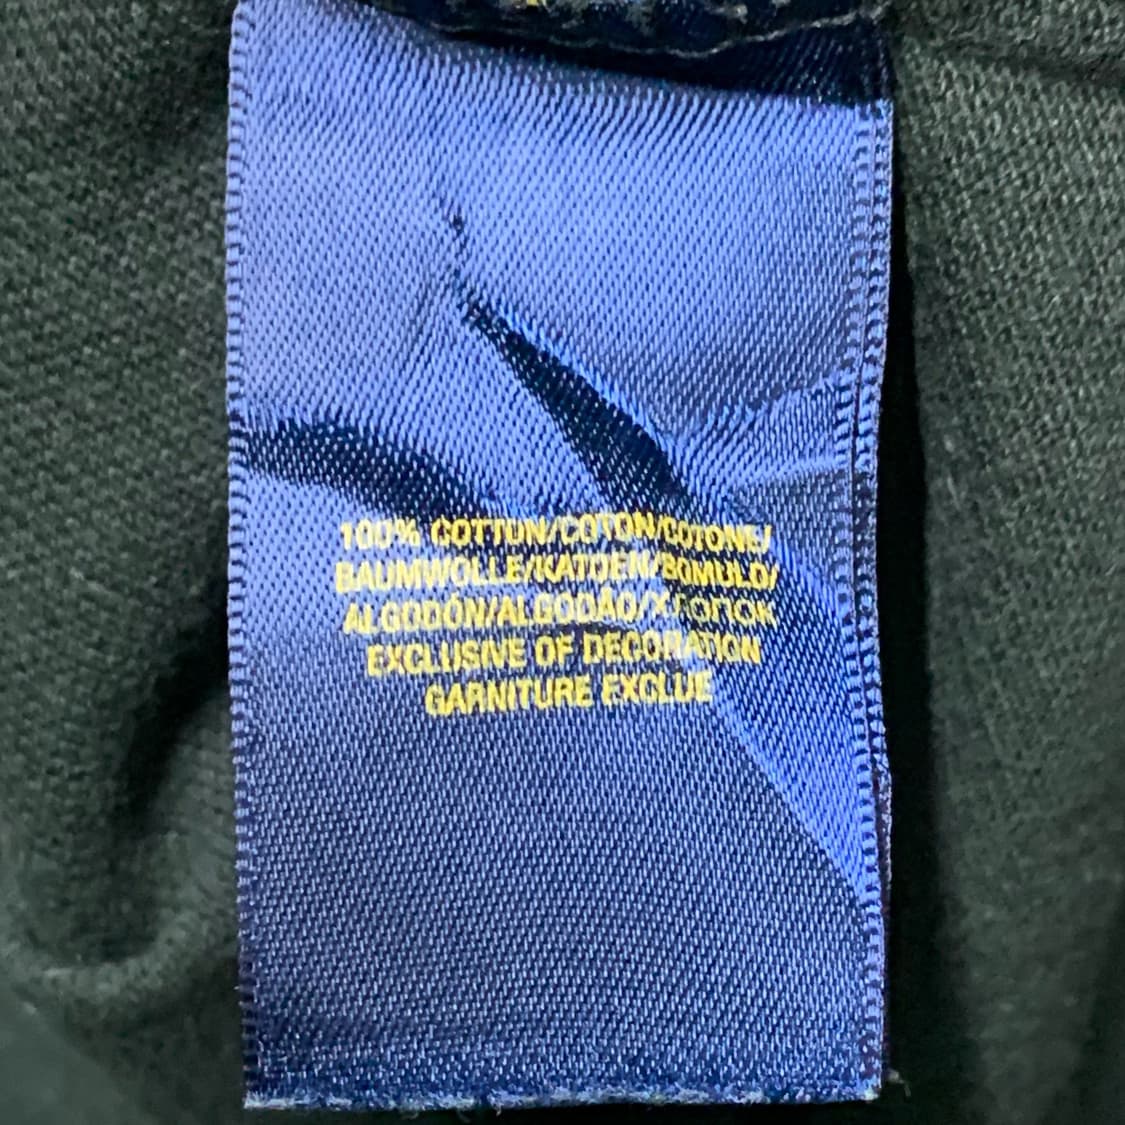 100% COTTON/COTON/COTONE/
BAUMWOLLE/KATOEN/BOMULD/
ALGODÓN/ALGODÃO/ХЛОПОК
EXCLUSIVE OF DECORATION
GARNITURE EXCLUE